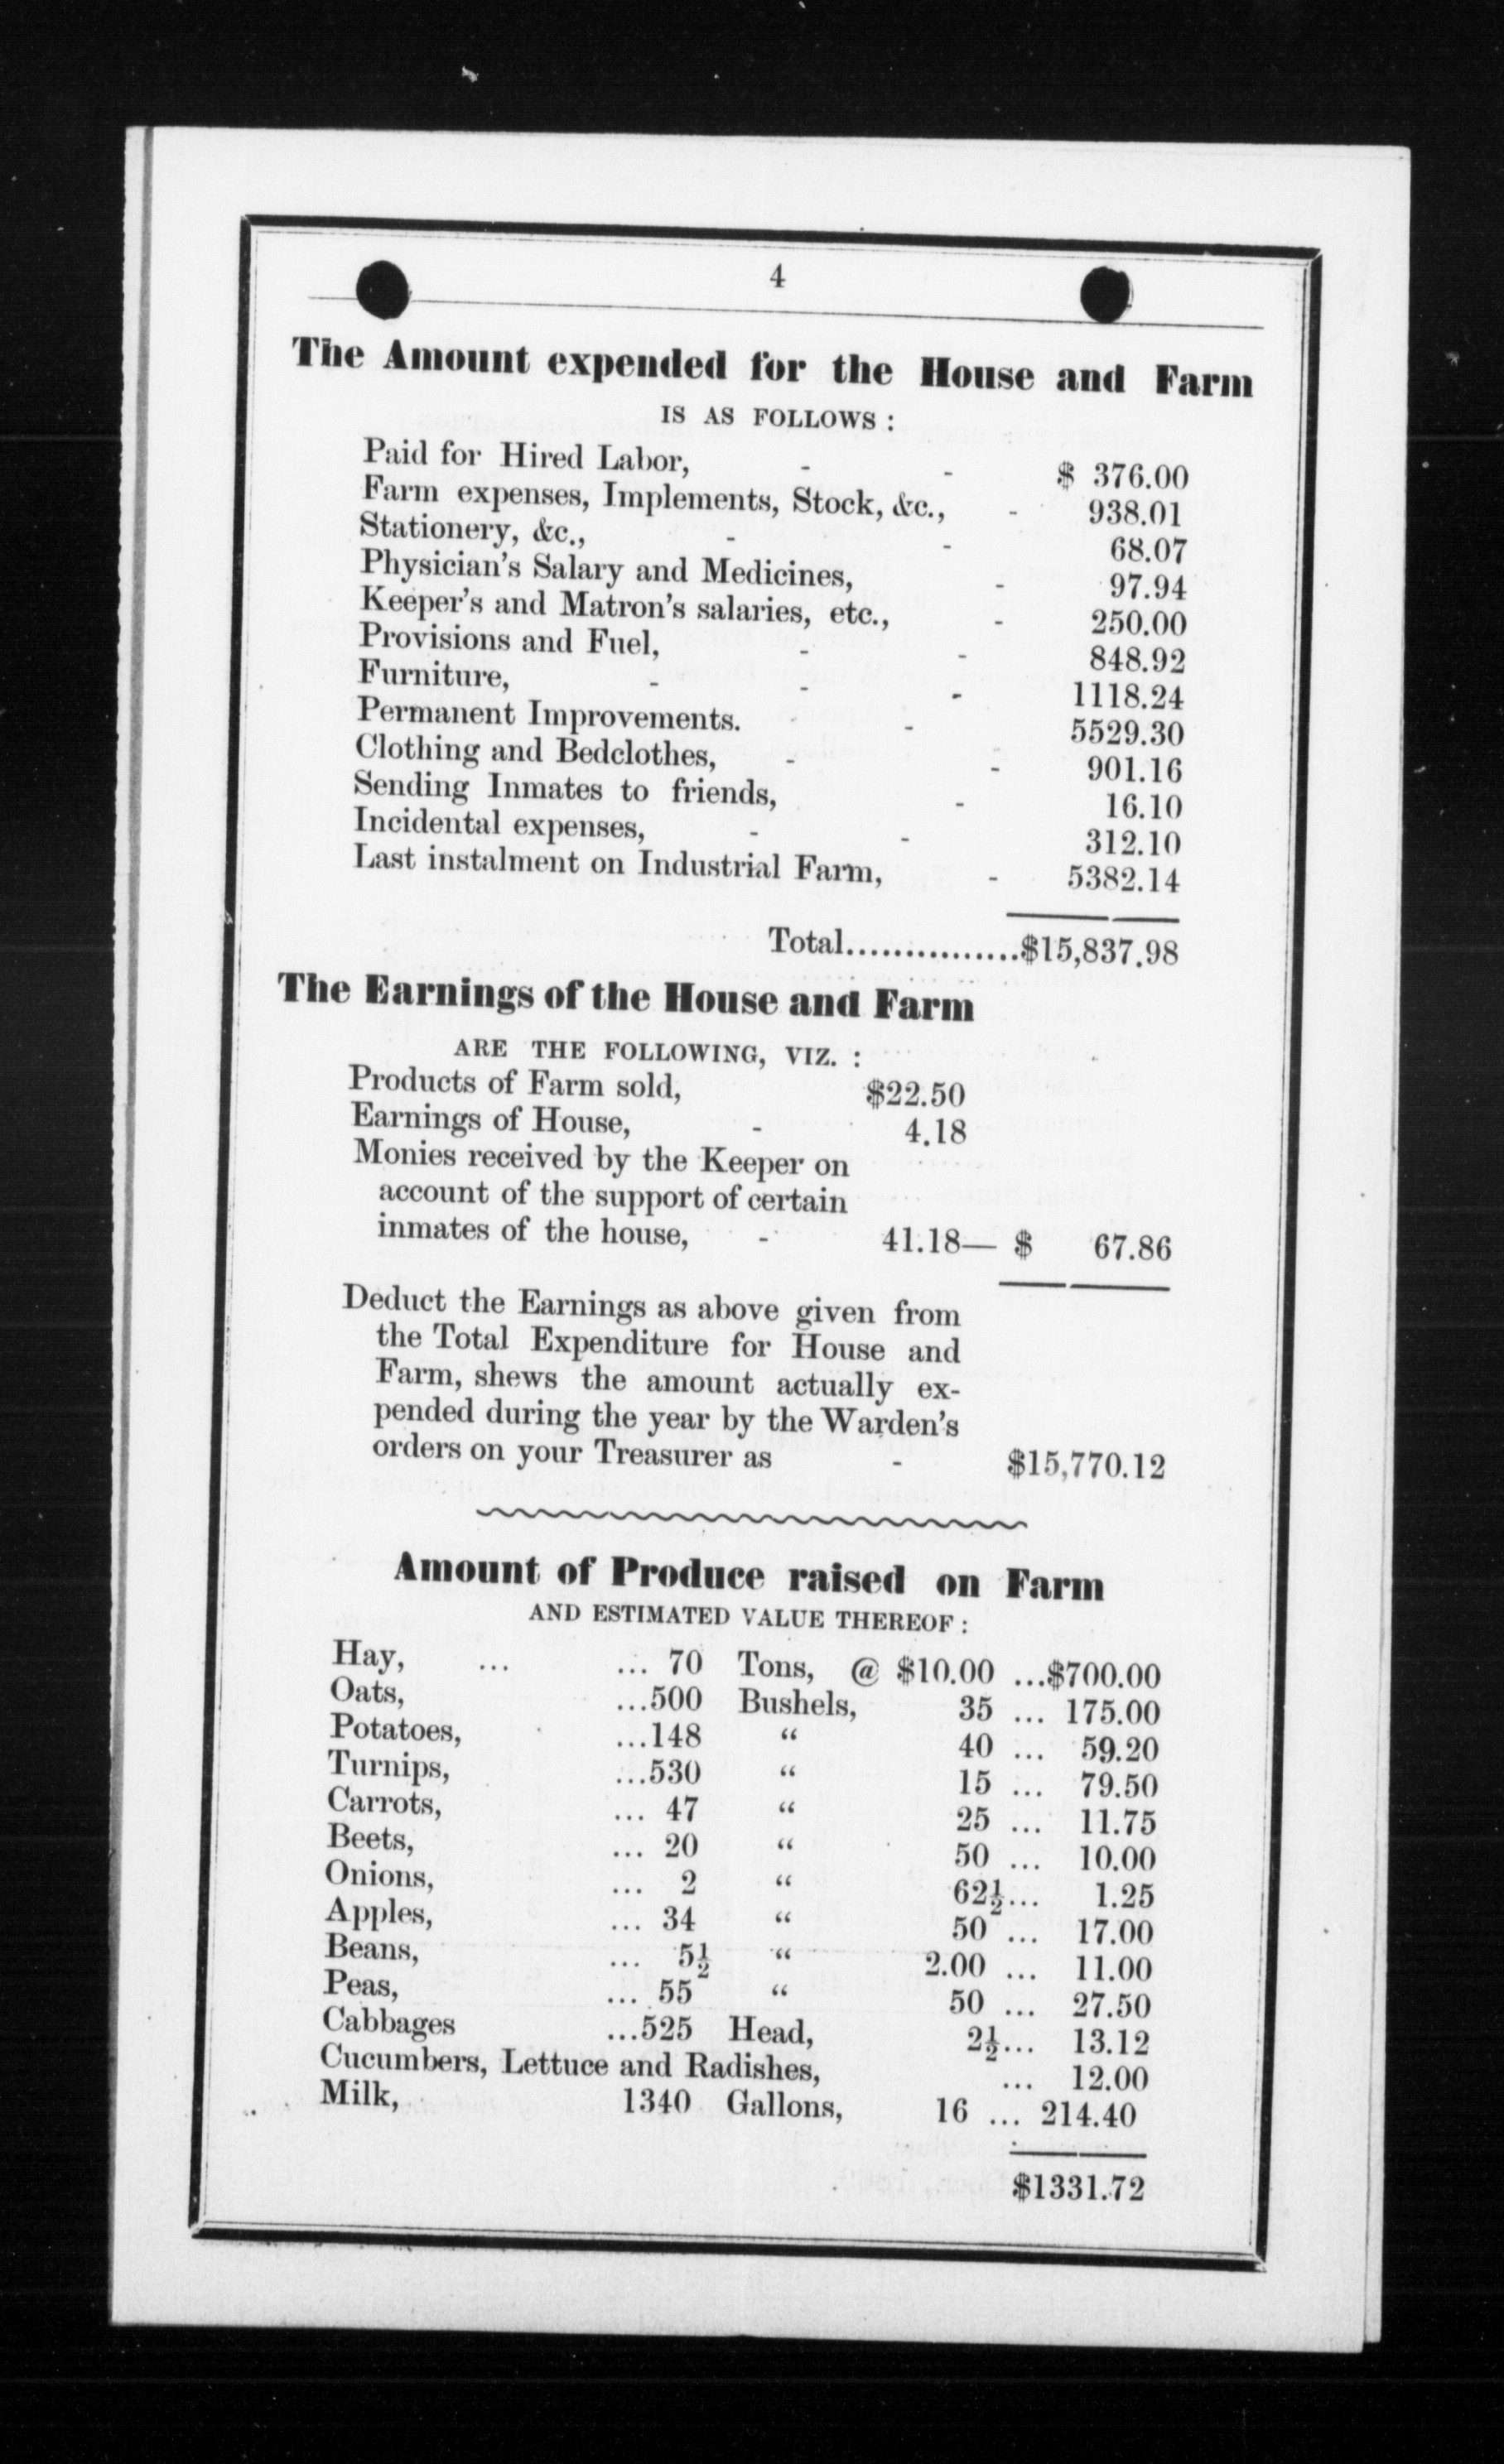 4
The Amount expended for the House and Farm
IS AS FOLLOWS :
Paid for Hired Labor, - - $ 376.00
Farm expenses, Implements, Stock, &c., - 938.01
Stationery, &c., - - 68.07
Physician's Salary and Medicines, - 97.94
Keeper's and Matron's salaries, etc., - 250.00
Provisions and Fuel, - - 848.92
Furniture, - - - 1118.24
Permanent Improvements. - 5529.30
Clothing and Bedclothes, - - 901.16
Sending Inmates to friends, - 16.10
Incidental expenses, - - 312.10
Last instalment on Industrial Farm, - 5382.14
Total................$15,837.98
The Earnings of the House and Farm
ARE THE FOLLOWING, VIZ. :
Products of Farm sold, $22.50
Earnings of House, - 4.18
Monies received by the Keeper on
account of the support of certain
inmates of the house, - 41.18— $ 67.86
Deduct the Earnings as above given from
the Total Expenditure for House and
Farm, shews the amount actually ex-
pended during the year by the Warden's
orders on your Treasurer as - $15,770.12
Amount of Produce raised on Farm
AND ESTIMATED VALUE THEREOF :
Hay, ... ... 70 Tons, @ $10.00 ...$700.00
Oats, ...500 Bushels, 35 ... 175.00
Potatoes, ...148 “ 40 ... 59.20
Turnips, ...530 “ 15 ... 79.50
Carrots, ... 47 “ 25 ... 11.75
Beets, ... 20 “ 50 ... 10.00
Onions, ... 2 “ 62½... 1.25
Apples, ... 34 “ 50 ... 17.00
Beans, ... 5½ “ 2.00 ... 11.00
Peas, ... 55 “ 50 ... 27.50
Cabbages ...525 Head, 2½... 13.12
Cucumbers, Lettuce and Radishes, ... 12.00
Milk, 1340 Gallons, 16 ... 214.40
$1331.72